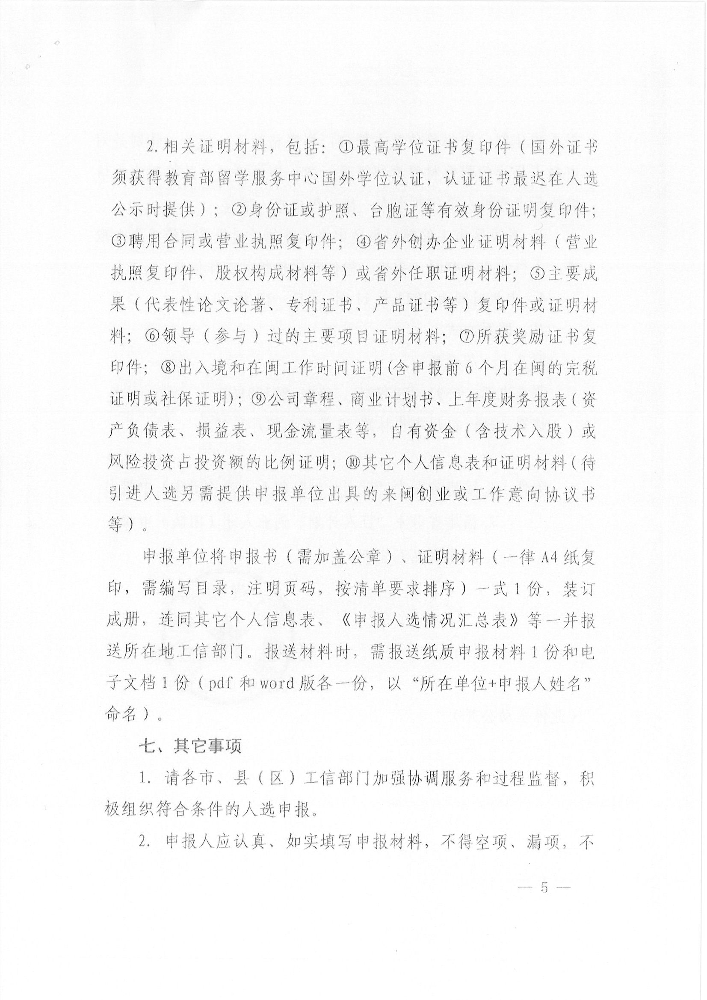 2.相关证明材料，包括：①最高学位证书复印件（国外证书
须获得教育部留学服务中心国外学位认证，认证证书最迟在人选
公示时提供）；②身份证或护照、台胞证等有效身份证明复印件；
③聘用合同或营业执照复印件；④省外创办企业证明材料（营业
执照复印件、股权构成材料等）或省外任职证明材料；⑤主要成
果（代表性论文论著、专利证书、产品证书等）复印件或证明材
料；⑥领导（参与）过的主要项目证明材料；⑦所获奖励证书复
印件；⑧出入境和在闽工作时间证明(含申报前6个月在闽的完税
证明或社保证明)；⑨公司章程、商业计划书、上年度财务报表（资
产负债表、损益表、现金流量表等，自有资金（含技术入股）或
风险投资占投资额的比例证明；⑩其它个人信息表和证明材料（待
引进人选另需提供申报单位出具的来闽创业或工作意向协议书
等）。
申报单位将申报书（需加盖公章）、证明材料（一律A4纸复
印，需编写目录，注明页码，按清单要求排序）一式1份，装订
成册，连同其它个人信息表、《申报人选情况汇总表》等一并报
送所在地工信部门。报送材料时，需报送纸质申报材料1份和电
子文档1份（pdf和word版各一份，以“所在单位+申报人姓名”
命名）。
七、其它事项
1. 请各市、县（区）工信部门加强协调服务和过程监督，积
极组织符合条件的人选申报。
2. 申报人应认真、如实填写申报材料，不得空项、漏项，不
— 5 —